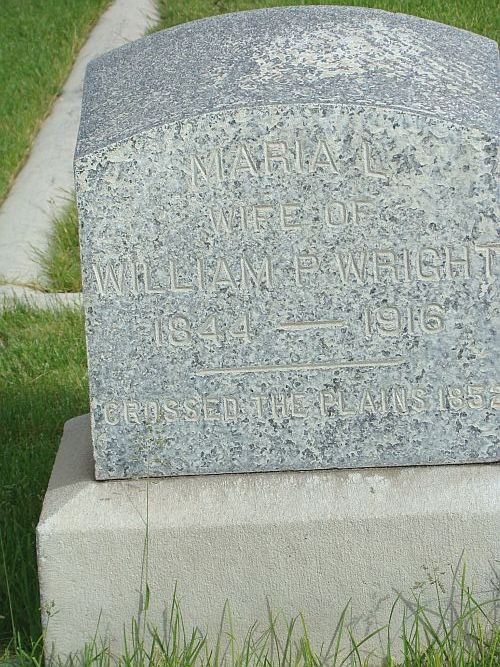 MARIA L
WIFE OF
WILLIAM P. WRIGHT
1844 — 1916
CROSSED THE PLAINS 1852